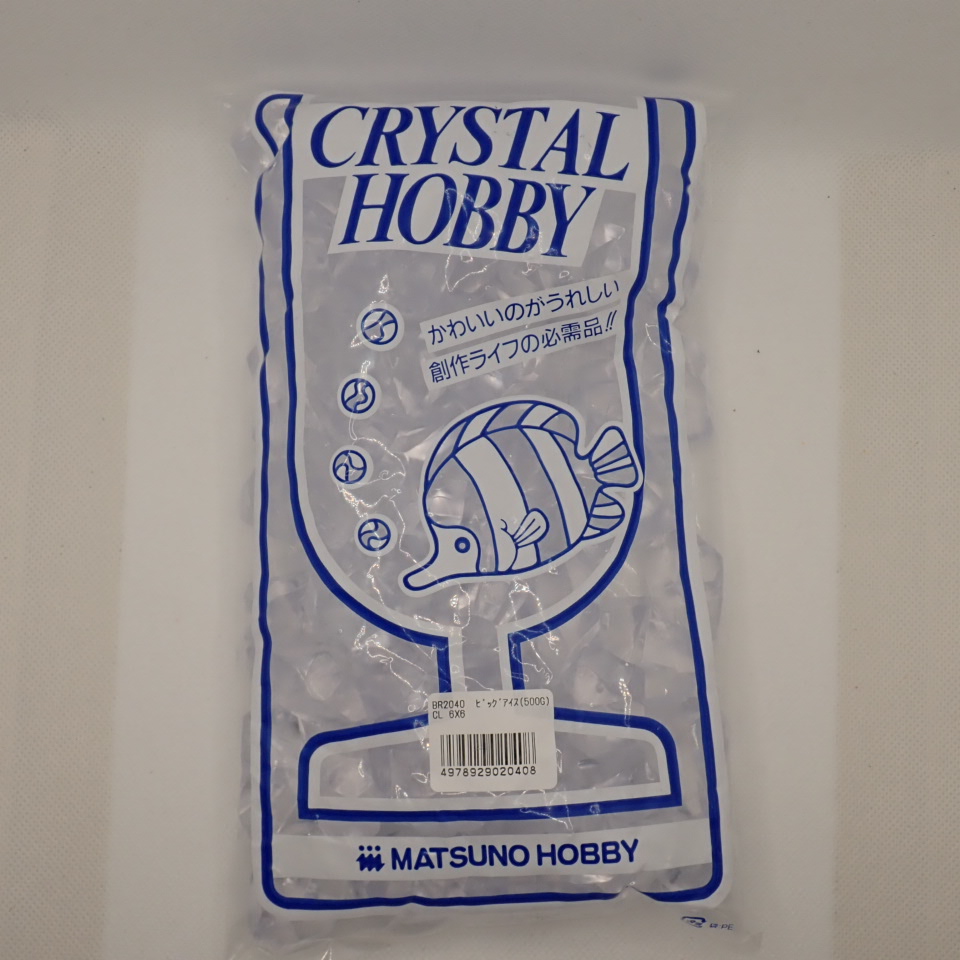 CRYSTAL
HOBBY
かわいいのがうれしい
創作ライフの必需品!!
BR2040 ビッグアイス(500G)
CL 6X6
4978929020408
MATSUNO HOBBY